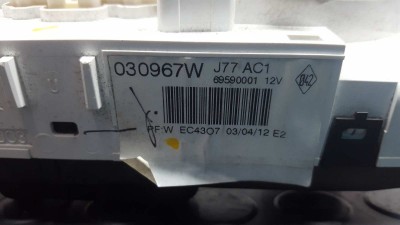 030967W J77 AC1
69590001 12V
RF:W EC43O7 03/04/12 E2